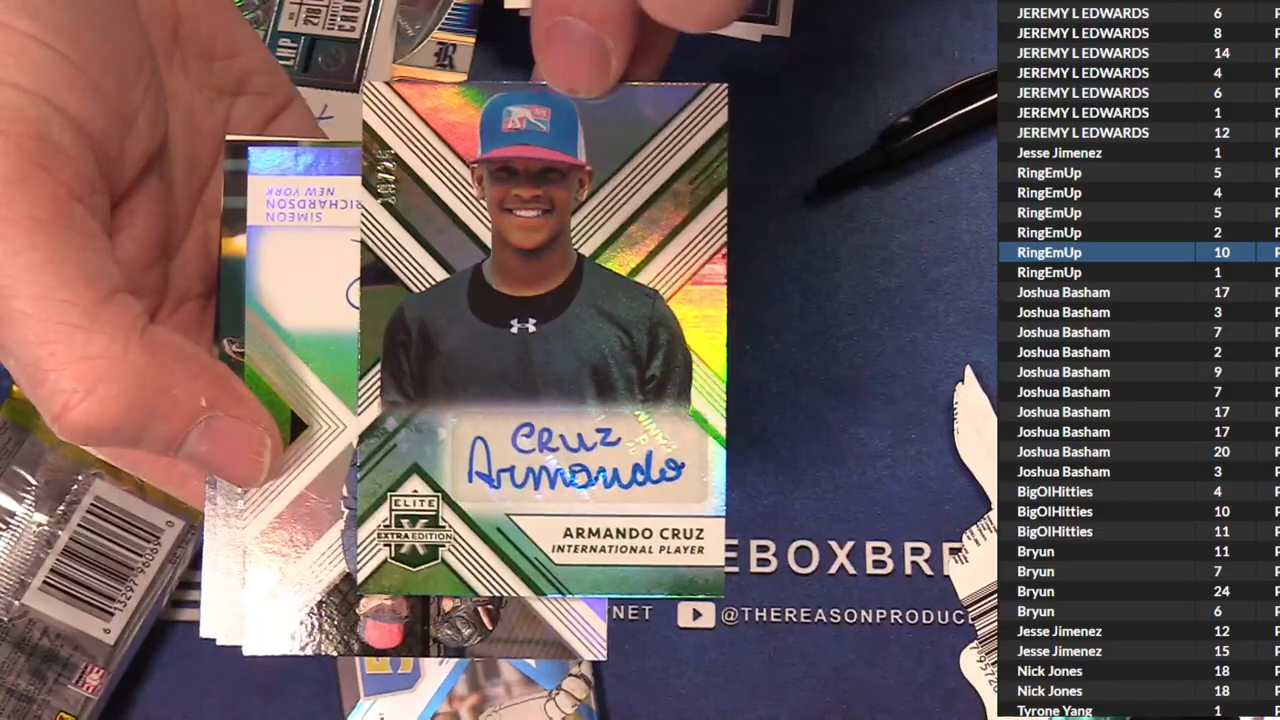 CRUZ
Armondo
ELITE
X
EXTRA EDITION
ARMANDO CRUZ
INTERNATIONAL PLAYER
SIMEON
RICHARDSON
NEW YORK
LHP
R
EBOXBRE
NET
@THEREASONPRODUC
JEREMY L EDWARDS 6
JEREMY L EDWARDS 8
JEREMY L EDWARDS 14
JEREMY L EDWARDS 4
JEREMY L EDWARDS 6
JEREMY L EDWARDS 1
JEREMY L EDWARDS 12
Jesse Jimenez 1
RingEmUp 5
RingEmUp 4
RingEmUp 5
RingEmUp 2
RingEmUp 10
RingEmUp 1
Joshua Basham 17
Joshua Basham 3
Joshua Basham 7
Joshua Basham 2
Joshua Basham 9
Joshua Basham 7
Joshua Basham 17
Joshua Basham 17
Joshua Basham 20
Joshua Basham 3
BigOlHitties 4
BigOlHitties 10
BigOlHitties 11
Bryun 11
Bryun 7
Bryun 24
Bryun 6
Jesse Jimenez 12
Jesse Jimenez 15
Nick Jones 18
Nick Jones 18
Tyrone Yang 1